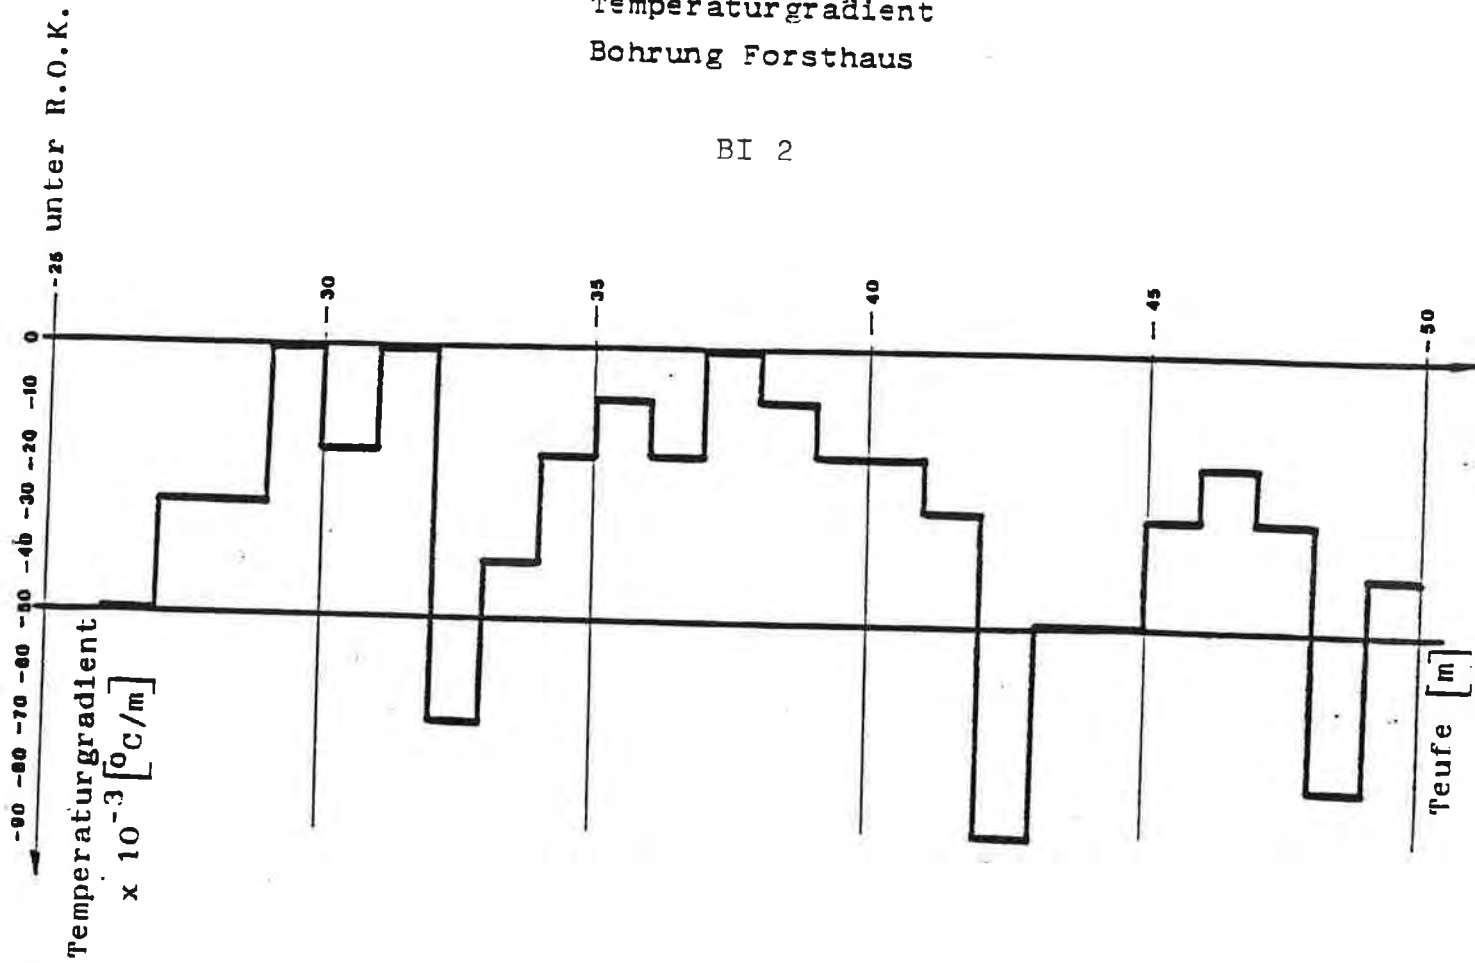 Temperaturgradient
Bohrung Forsthaus
BI 2
unter R.O.K.
-25
-30
-35
-40
-45
-50
0
-10
-20
-30
-40
-50
-60
-70
-80
-90
Temperaturgradient
x 10-3 [oC/m]
Teufe [m]